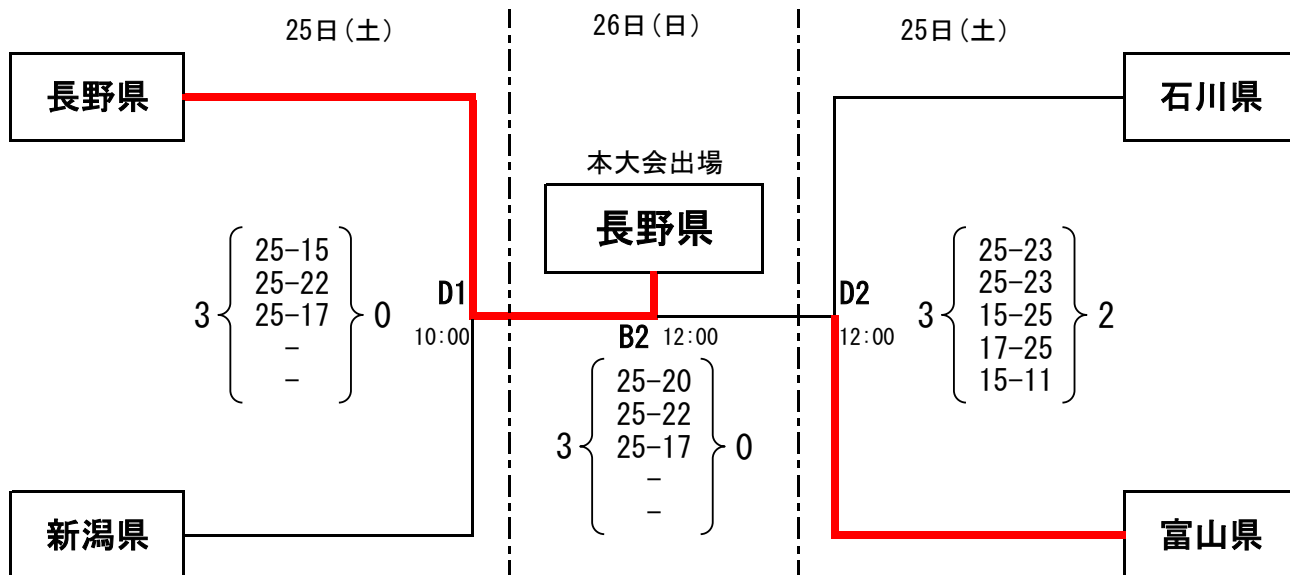 25日(土)
26日(日)
25日(土)
長野県
石川県
本大会出場
長野県
3
25-15
25-22
25-17
-
-
0
D1
10:00
B2 12:00
D2
12:00
3
25-23
25-23
15-25
17-25
15-11
2
3
25-20
25-22
25-17
-
-
0
新潟県
富山県